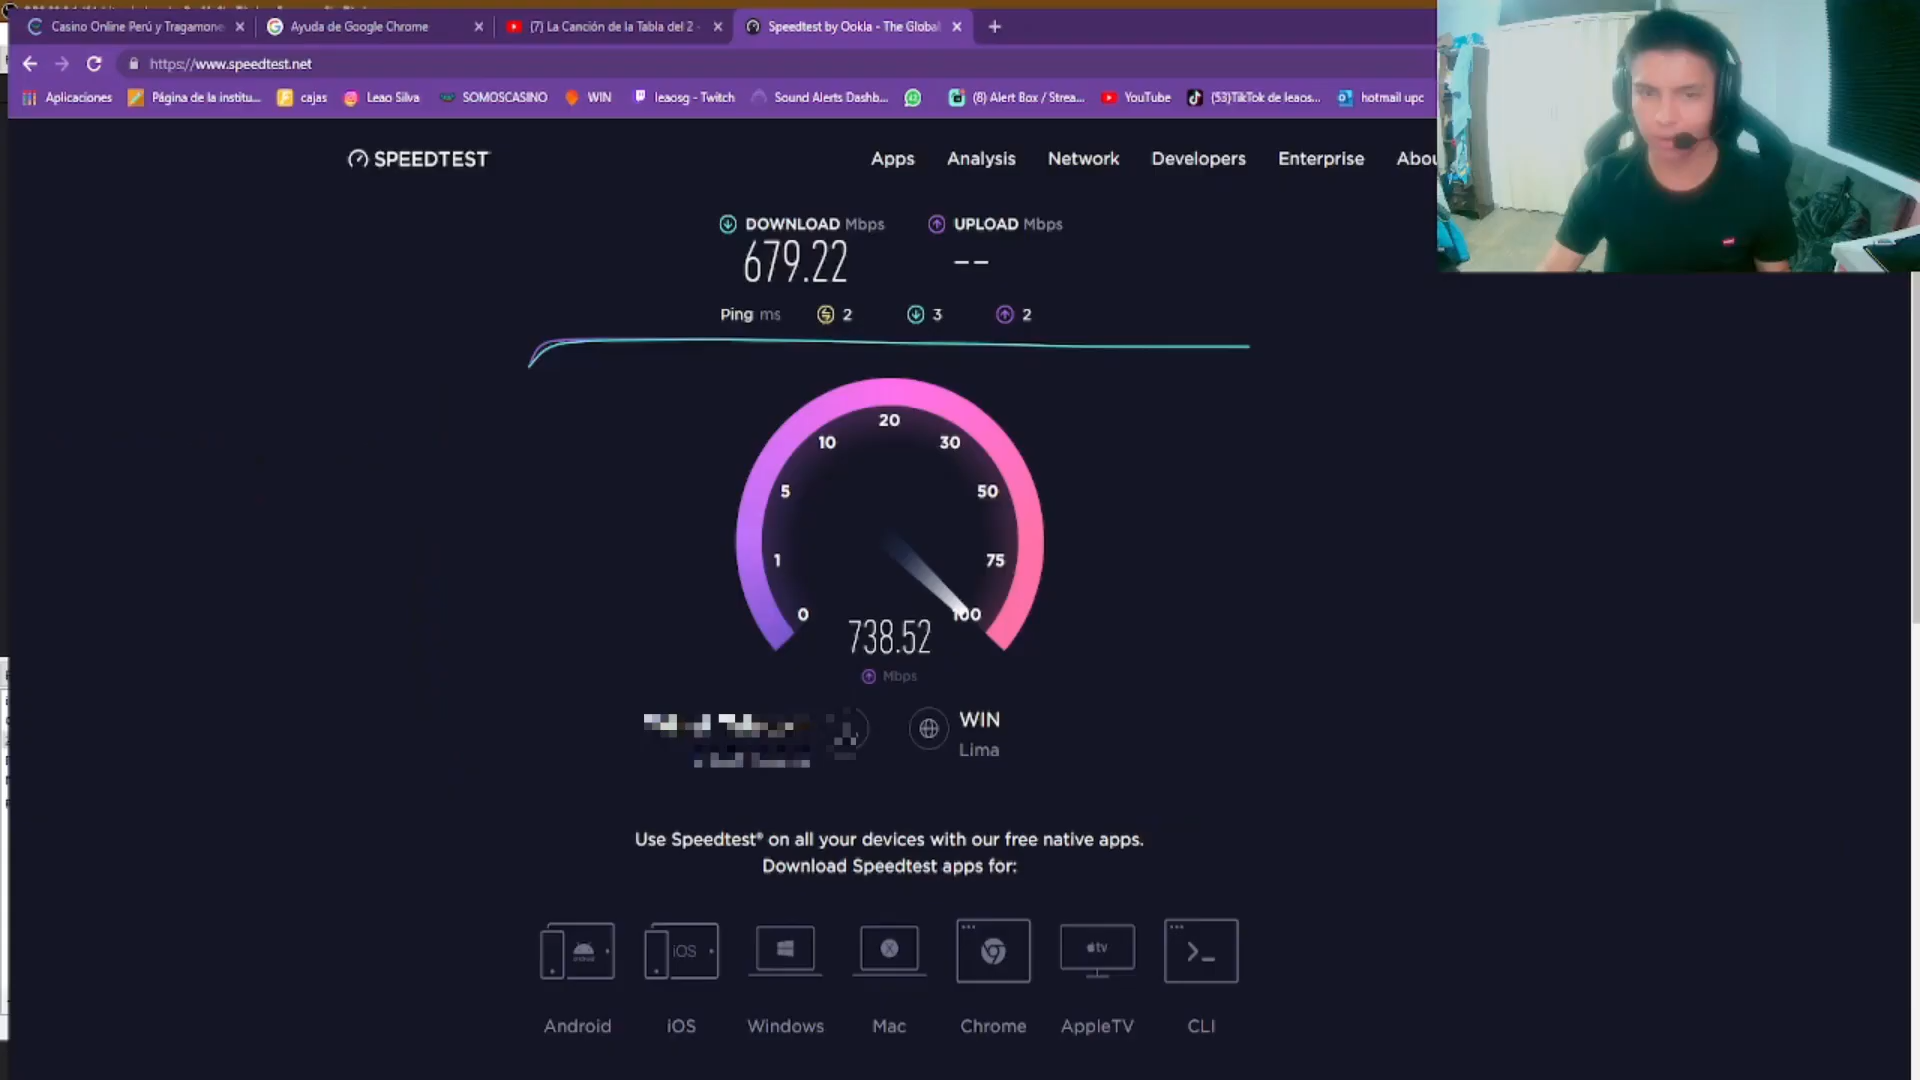 Casino Online Perú y Tragamone
Ayuda de Google Chrome
(7) La Canción de la Tabla del 2 -
Speedtest by Ookla - The Global
https://www.speedtest.net
Aplicaciones
Página de la institu...
cajas
Leao Silva
SOMOSCASINO
WIN
leaosg - Twitch
Sound Alerts Dashb...
(8) Alert Box / Strea...
YouTube
(53)TikTok de leaos...
hotmail upc
SPEEDTEST
Apps
Analysis
Network
Developers
Enterprise
Abou
DOWNLOAD Mbps
UPLOAD Mbps
679.22
--
Ping ms
2
3
2
20
10
30
5
50
1
75
0
100
738.52
Mbps
WIN
Lima
Use Speedtest® on all your devices with our free native apps.
Download Speedtest apps for:
iOS
tv
Android
iOS
Windows
Mac
Chrome
AppleTV
CLI